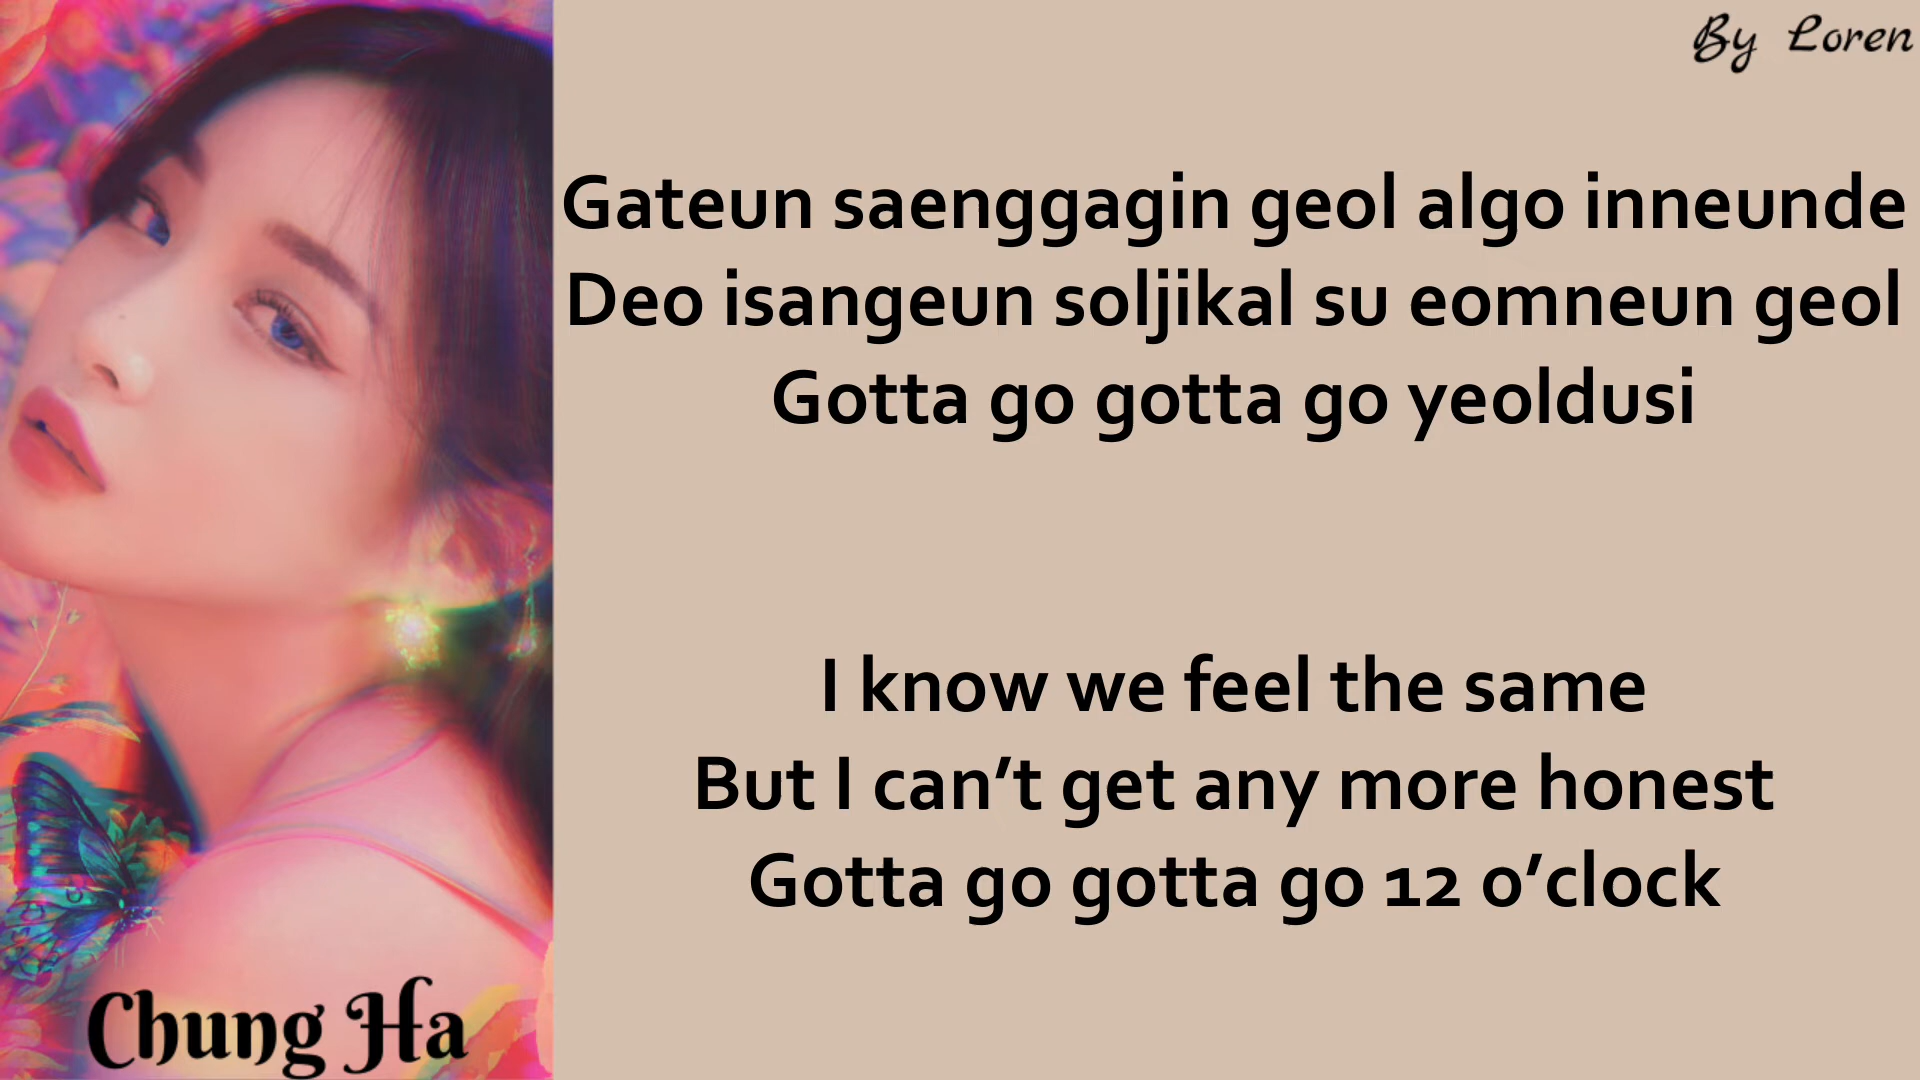 By Loren
Gateun saenggagin geol algo inneunde
Deo isangeun soljikal su eomneun geol
Gotta go gotta go yeoldusi
I know we feel the same
But I can’t get any more honest
Gotta go gotta go 12 o’clock
Chung Ha